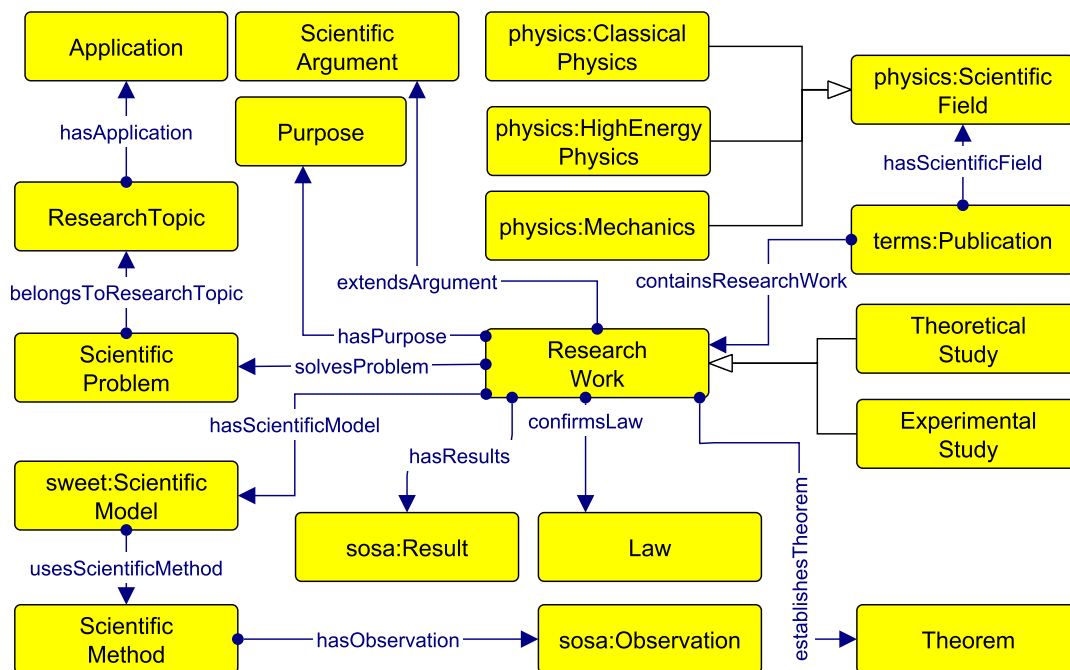 Application
Scientific
Argument
physics:Classical
Physics
physics:Scientific
Field
hasApplication
Purpose
physics:HighEnergy
Physics
hasScientificField
ResearchTopic
physics:Mechanics
terms:Publication
belongsToResearchTopic
extendsArgument
containsResearchWork
Scientific
Problem
hasPurpose
solvesProblem
Research
Work
Theoretical
Study
hasScientificModel
confirmsLaw
Experimental
Study
hasResults
sweet:Scientific
Model
sosa:Result
Law
establishesTheorem
usesScientificMethod
Scientific
Method
hasObservation
sosa:Observation
Theorem